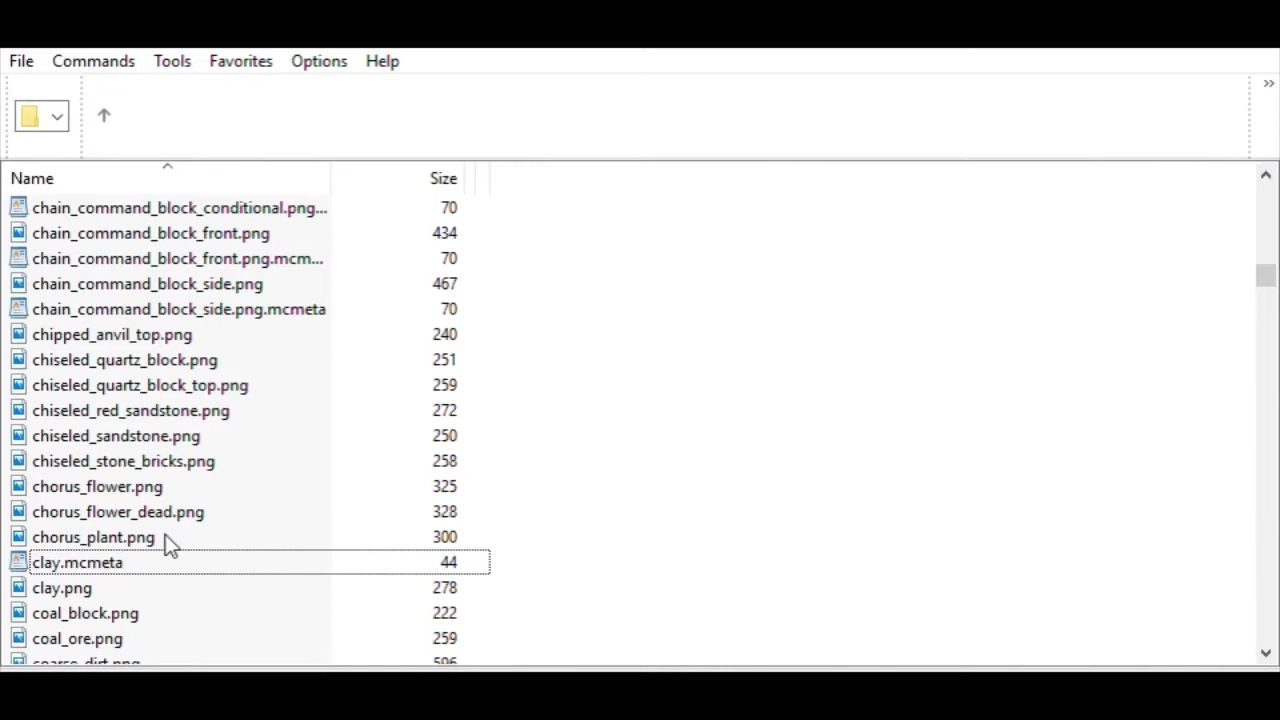 File Commands Tools Favorites Options Help
»
Name Size
chain_command_block_conditional.png... 70
chain_command_block_front.png 434
chain_command_block_front.png.mcm... 70
chain_command_block_side.png 467
chain_command_block_side.png.mcmeta 70
chipped_anvil_top.png 240
chiseled_quartz_block.png 251
chiseled_quartz_block_top.png 259
chiseled_red_sandstone.png 272
chiseled_sandstone.png 250
chiseled_stone_bricks.png 258
chorus_flower.png 325
chorus_flower_dead.png 328
chorus_plant.png 300
clay.mcmeta 44
clay.png 278
coal_block.png 222
coal_ore.png 259
coarse_dirt.png 596